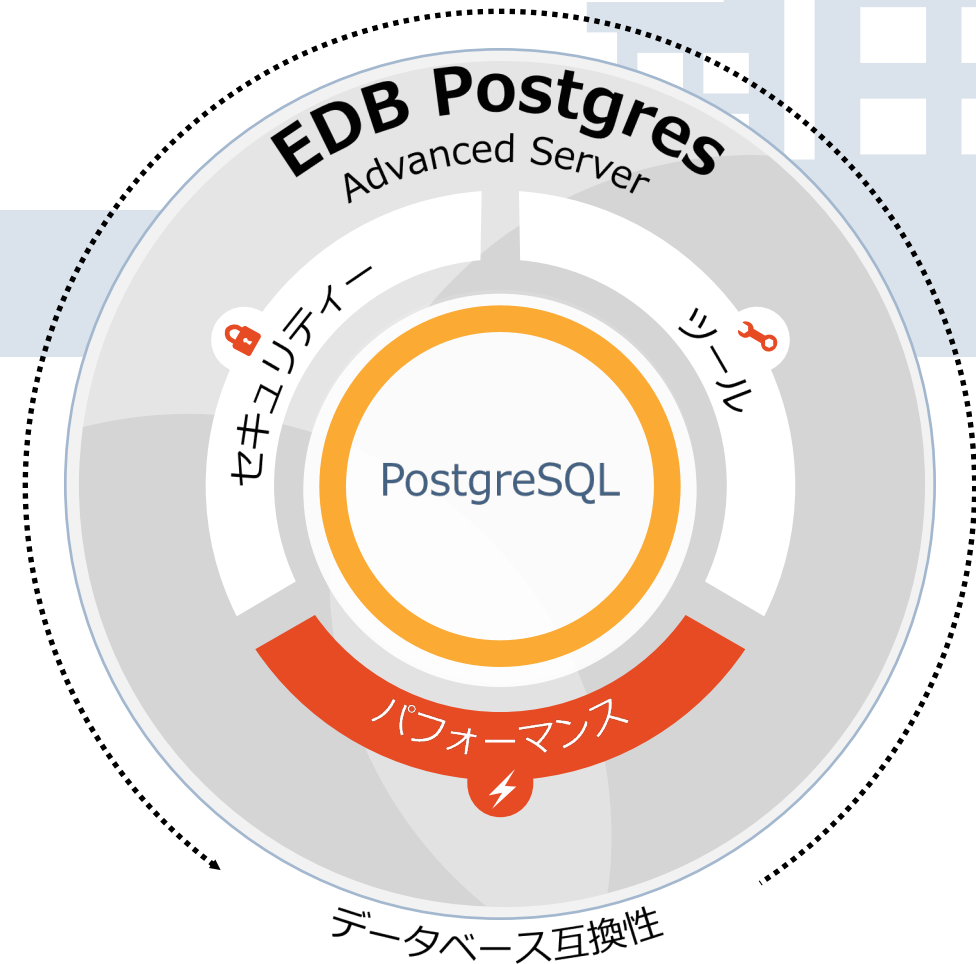 EDB Postgres
Advanced Server
セキュリティー
ツール
PostgreSQL
パフォーマンス
データベース互換性